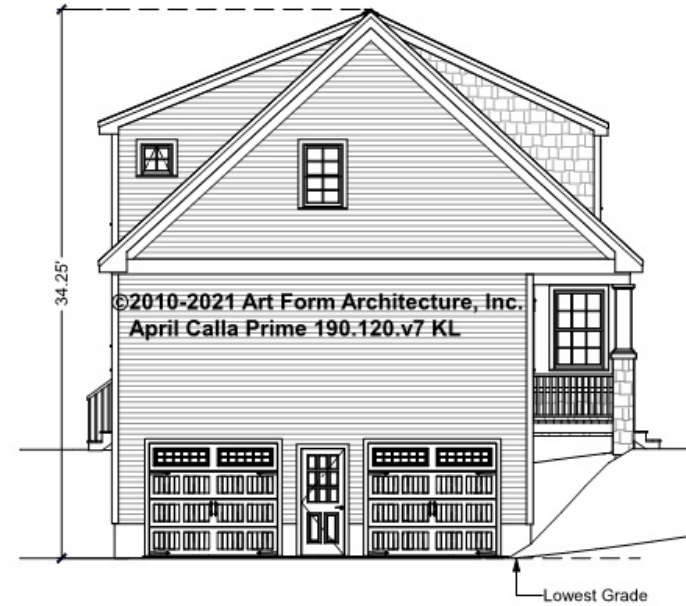 34.25'
©2010-2021 Art Form Architecture, Inc.
April Calla Prime 190.120.v7 KL
Lowest Grade